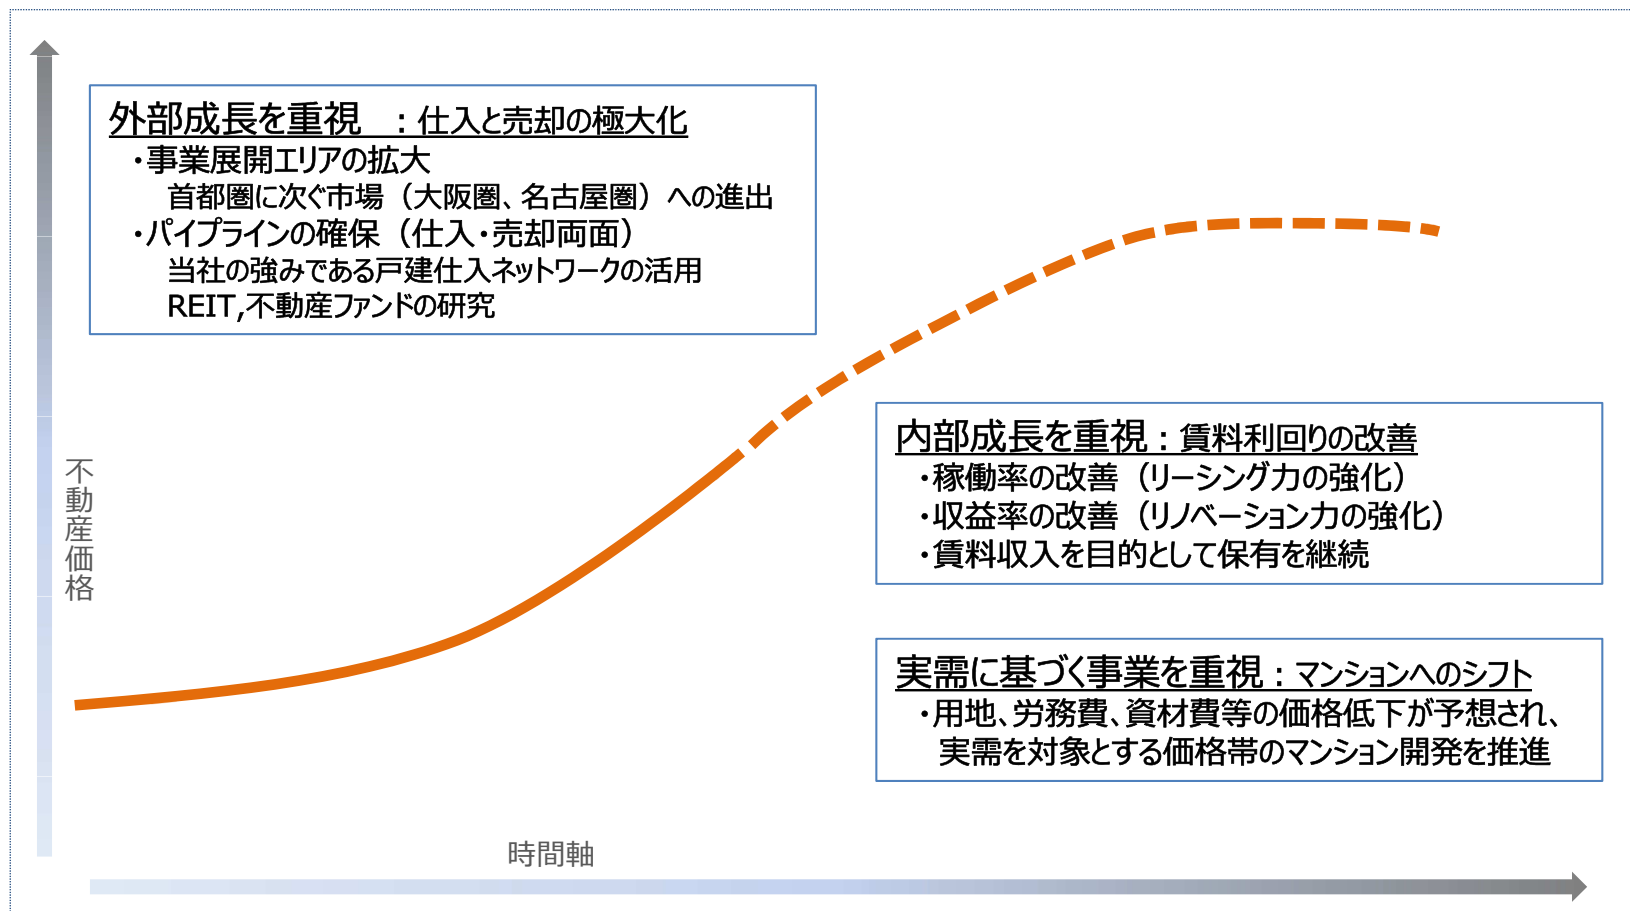 外部成長を重視　：仕入と売却の極大化
・事業展開エリアの拡大
首都圏に次ぐ市場（大阪圏、名古屋圏）への進出
・パイプラインの確保（仕入・売却両面）
当社の強みである戸建仕入ネットワークの活用
REIT,不動産ファンドの研究
不動産価格
内部成長を重視：賃料利回りの改善
・稼働率の改善（リーシング力の強化）
・収益率の改善（リノベーション力の強化）
・賃料収入を目的として保有を継続
実需に基づく事業を重視：マンションへのシフト
・用地、労務費、資材費等の価格低下が予想され、
実需を対象とする価格帯のマンション開発を推進
時間軸